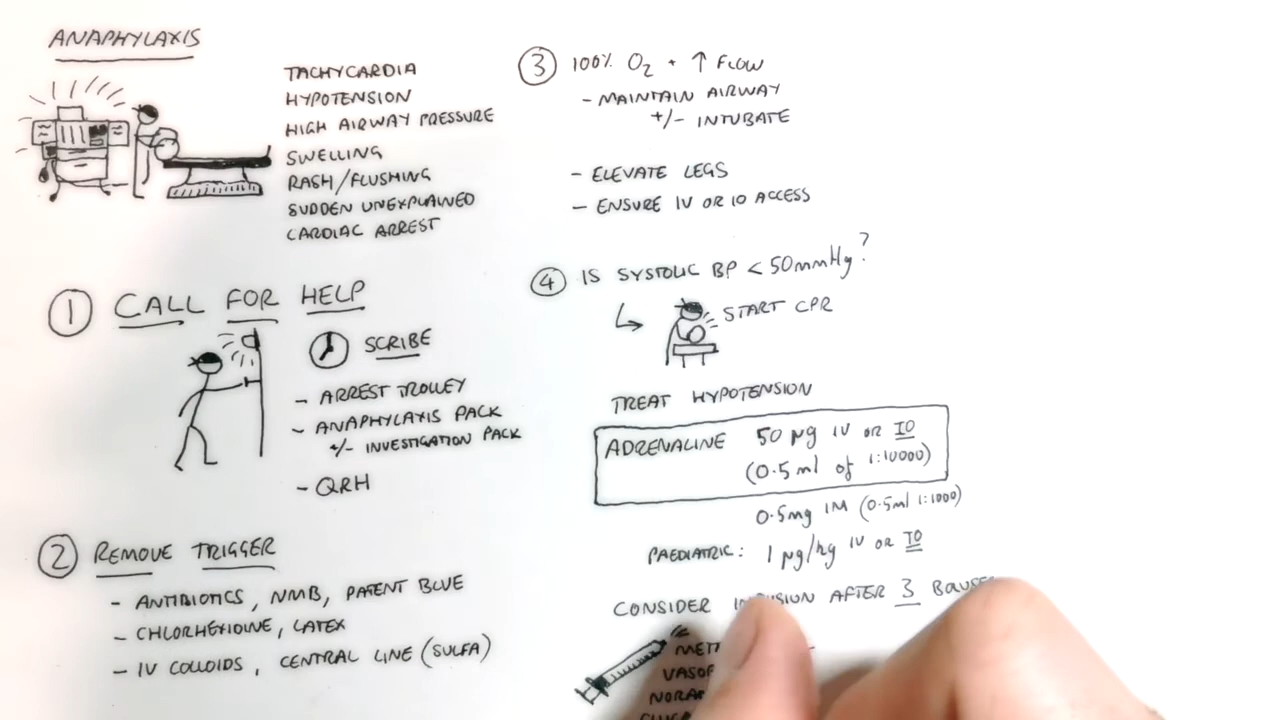 ANAPHYLAXIS
TACHYCARDIA
HYPOTENSION
HIGH AIRWAY PRESSURE
SWELLING
RASH/FLUSHING
SUDDEN UNEXPLAINED
CARDIAC ARREST
① CALL FOR HELP
SCRIBE
- ARREST TROLLEY
- ANAPHYLAXIS PACK
+/- INVESTIGATION PACK
- QRH
② REMOVE TRIGGER
- ANTIBIOTICS, NMB, PATENT BLUE
- CHLORHEXIDINE, LATEX
- IV COLLOIDS, CENTRAL LINE (SULFA)
③ 100% O₂ + ↑ FLOW
- MAINTAIN AIRWAY
+/- INTUBATE
- ELEVATE LEGS
- ENSURE IV OR IO ACCESS
④ IS SYSTOLIC BP < 50mmHg?
START CPR
TREAT HYPOTENSION
ADRENALINE 50 µg IV OR IO
(0.5ml of 1:10000)
0.5mg IM (0.5ml 1:1000)
PAEDIATRIC: 1 µg/kg IV OR IO
CONSIDER AFTER 3